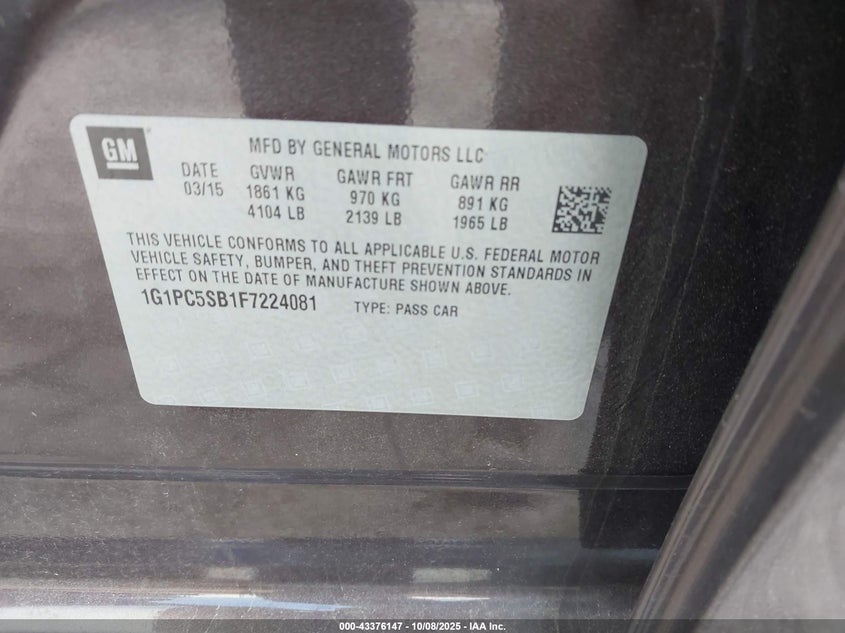 GM
MFD BY GENERAL MOTORS LLC
DATE GVWR GAWR FRT GAWR RR
03/15 1861 KG 970 KG 891 KG
4104 LB 2139 LB 1965 LB
THIS VEHICLE CONFORMS TO ALL APPLICABLE U.S. FEDERAL MOTOR
VEHICLE SAFETY, BUMPER, AND THEFT PREVENTION STANDARDS IN
EFFECT ON THE DATE OF MANUFACTURE SHOWN ABOVE.
1G1PC5SB1F7224081 TYPE: PASS CAR
000-43376147 - 10/08/2025 - IAA Inc.